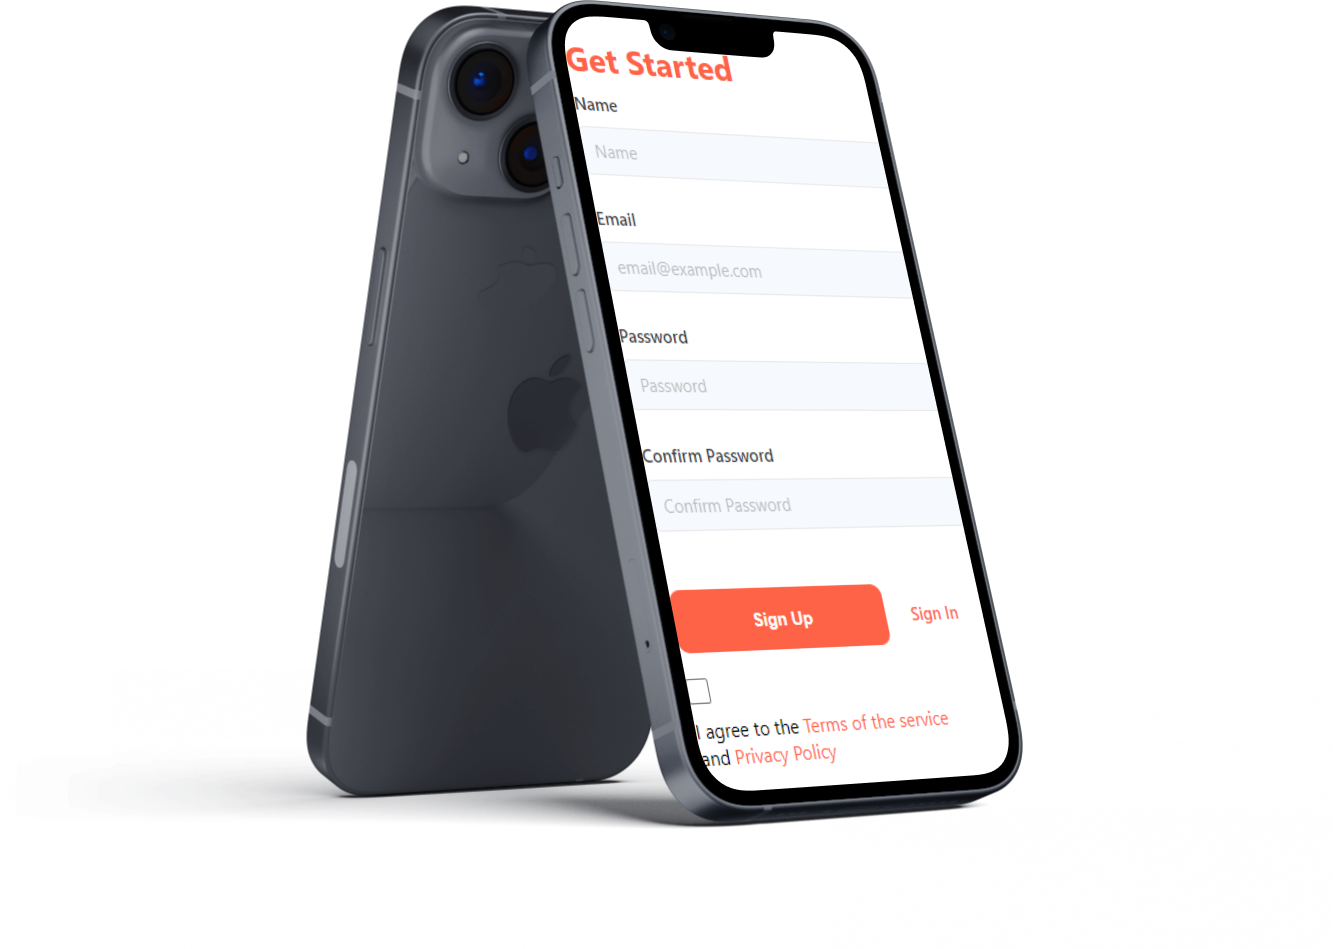 Get Started
Name
Name
Email
email@example.com
Password
Password
Confirm Password
Confirm Password
Sign Up Sign In
I agree to the Terms of the service
and Privacy Policy